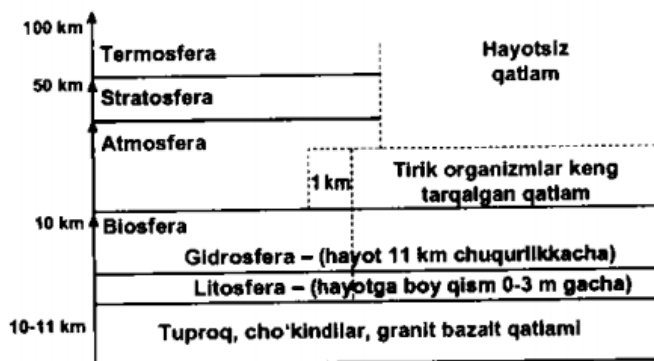 100 km
Termosfera
Hayotsiz
qatlam
50 km
Stratosfera
Atmosfera
1 km
Tirik organizmlar keng
tarqalgan qatlam
10 km
Biosfera
Gidrosfera – (hayot 11 km chuqurlikkacha)
Litosfera – (hayotga boy qism 0-3 m gacha)
10-11 km
Tuproq, cho‘kindilar, granit bazalt qatlami